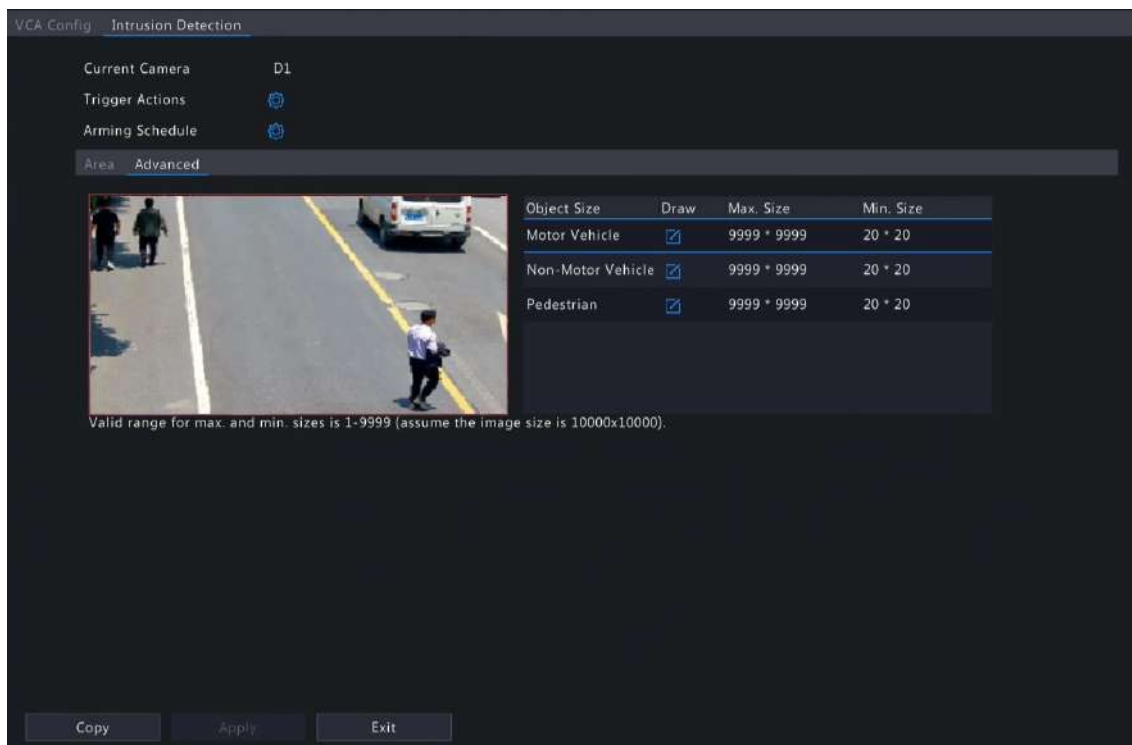 VCA Config Intrusion Detection
Current Camera D1
Trigger Actions
Arming Schedule
Area Advanced
Object Size Draw Max. Size Min. Size
Motor Vehicle 9999 * 9999 20 * 20
Non-Motor Vehicle 9999 * 9999 20 * 20
Pedestrian 9999 * 9999 20 * 20
Valid range for max. and min. sizes is 1-9999 (assume the image size is 10000x10000).
Copy Apply Exit